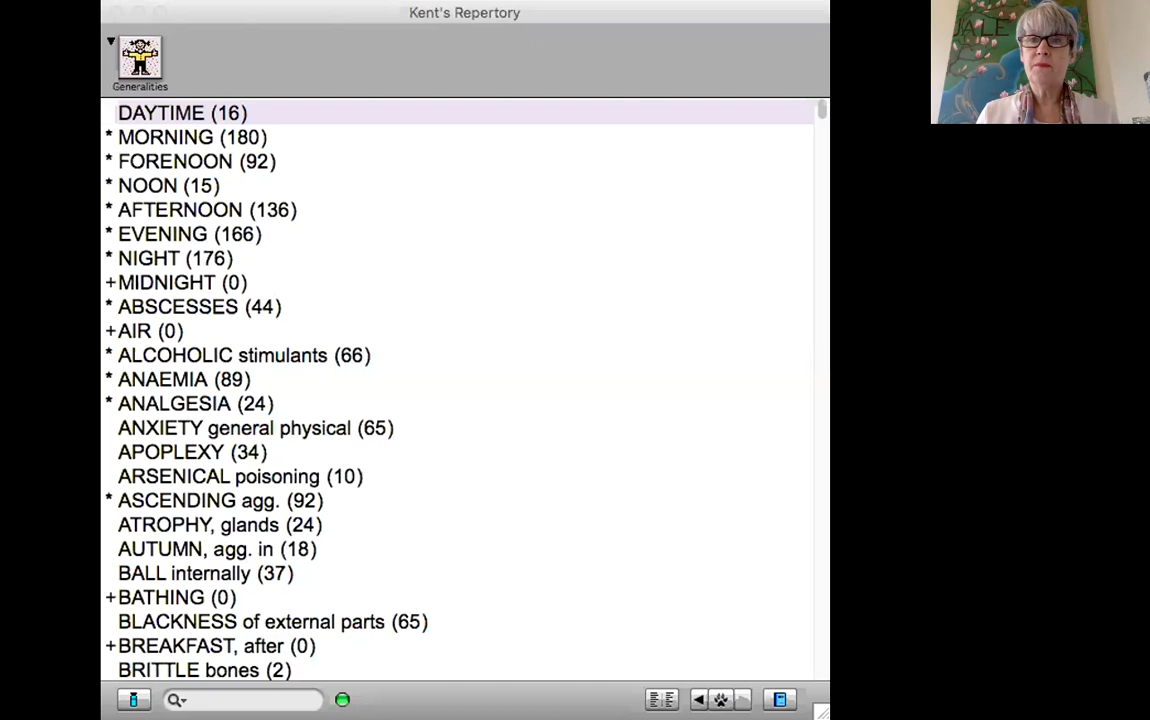 Kent's Repertory
Generalities
DAYTIME (16)
* MORNING (180)
* FORENOON (92)
* NOON (15)
* AFTERNOON (136)
* EVENING (166)
* NIGHT (176)
+MIDNIGHT (0)
* ABSCESSES (44)
+AIR (0)
* ALCOHOLIC stimulants (66)
* ANAEMIA (89)
* ANALGESIA (24)
ANXIETY general physical (65)
APOPLEXY (34)
ARSENICAL poisoning (10)
* ASCENDING agg. (92)
ATROPHY, glands (24)
AUTUMN, agg. in (18)
BALL internally (37)
+BATHING (0)
BLACKNESS of external parts (65)
+BREAKFAST, after (0)
BRITTLE bones (2)